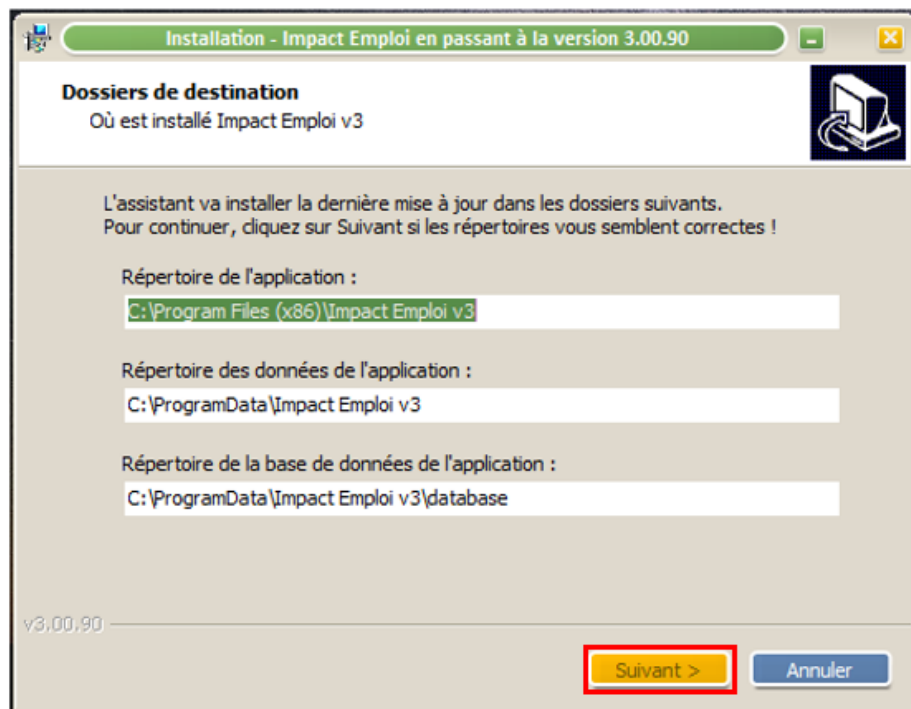 Installation - Impact Emploi en passant à la version 3.00.90
Dossiers de destination
Où est installé Impact Emploi v3
L'assistant va installer la dernière mise à jour dans les dossiers suivants.
Pour continuer, cliquez sur Suivant si les répertoires vous semblent correctes !
Répertoire de l'application :
C:\Program Files (x86)\Impact Emploi v3
Répertoire des données de l'application :
C:\ProgramData\Impact Emploi v3
Répertoire de la base de données de l'application :
C:\ProgramData\Impact Emploi v3\database
v3.00.90
Suivant >
Annuler